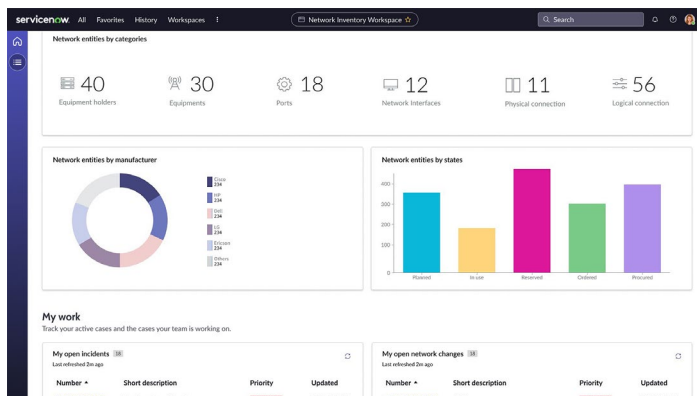 servicenow. All Favorites History Workspaces
Network Inventory Workspace
Search
Network entities by categories
40
Equipment holders
30
Equipments
18
Ports
12
Network Interfaces
11
Physical connection
56
Logical connection
Network entities by manufacturer
Cisco
234
HP
234
Dell
234
LG
234
Ericson
234
Others
234
Network entities by states
400
300
200
100
0
Planned
In use
Reserved
Ordered
Procured
My work
Track your active cases and the cases your team is working on.
My open incidents 18
Last refreshed 2m ago
Number Short description Priority Updated
My open network changes 18
Last refreshed 2m ago
Number Short description Priority Updated